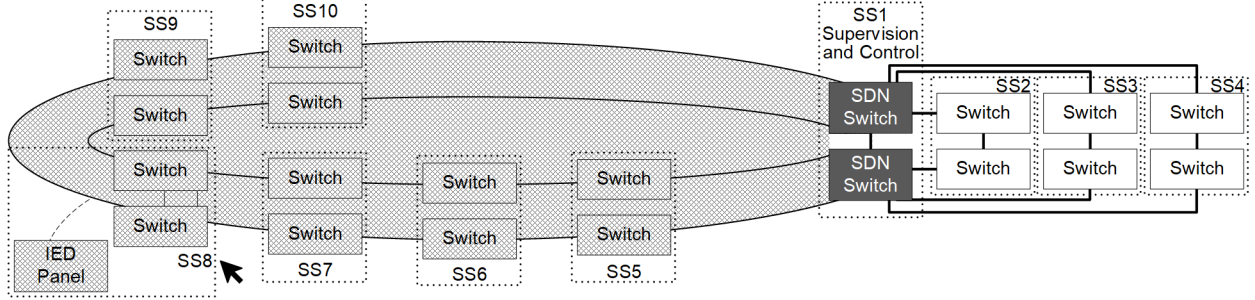 SS9
Switch
Switch
SS10
Switch
Switch
SS1
Supervision
and Control
SDN
Switch
SDN
Switch
SS2
Switch
Switch
SS3
Switch
Switch
SS4
Switch
Switch
Switch
Switch
IED
Panel
SS8
Switch
Switch
SS7
Switch
Switch
SS6
Switch
Switch
SS5